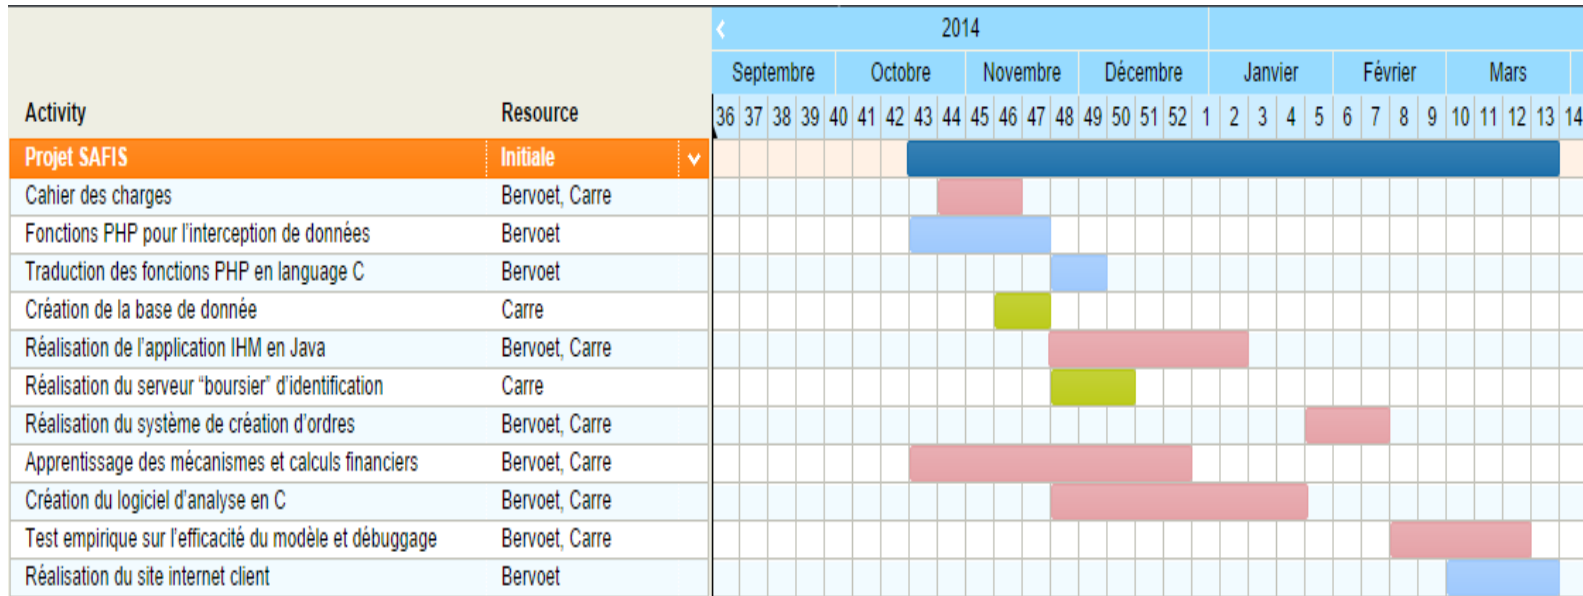 2014
Septembre Octobre Novembre Décembre Janvier Février Mars
Activity Resource 36 37 38 39 40 41 42 43 44 45 46 47 48 49 50 51 52 1 2 3 4 5 6 7 8 9 10 11 12 13 14
Projet SAFIS Initiale
Cahier des charges Bervoet, Carre
Fonctions PHP pour l'interception de données Bervoet
Traduction des fonctions PHP en language C Bervoet
Création de la base de donnée Carre
Réalisation de l'application IHM en Java Bervoet, Carre
Réalisation du serveur "boursier" d'identification Carre
Réalisation du système de création d'ordres Bervoet, Carre
Apprentissage des mécanismes et calculs financiers Bervoet, Carre
Création du logiciel d'analyse en C Bervoet, Carre
Test empirique sur l'efficacité du modèle et débuggage Bervoet, Carre
Réalisation du site internet client Bervoet